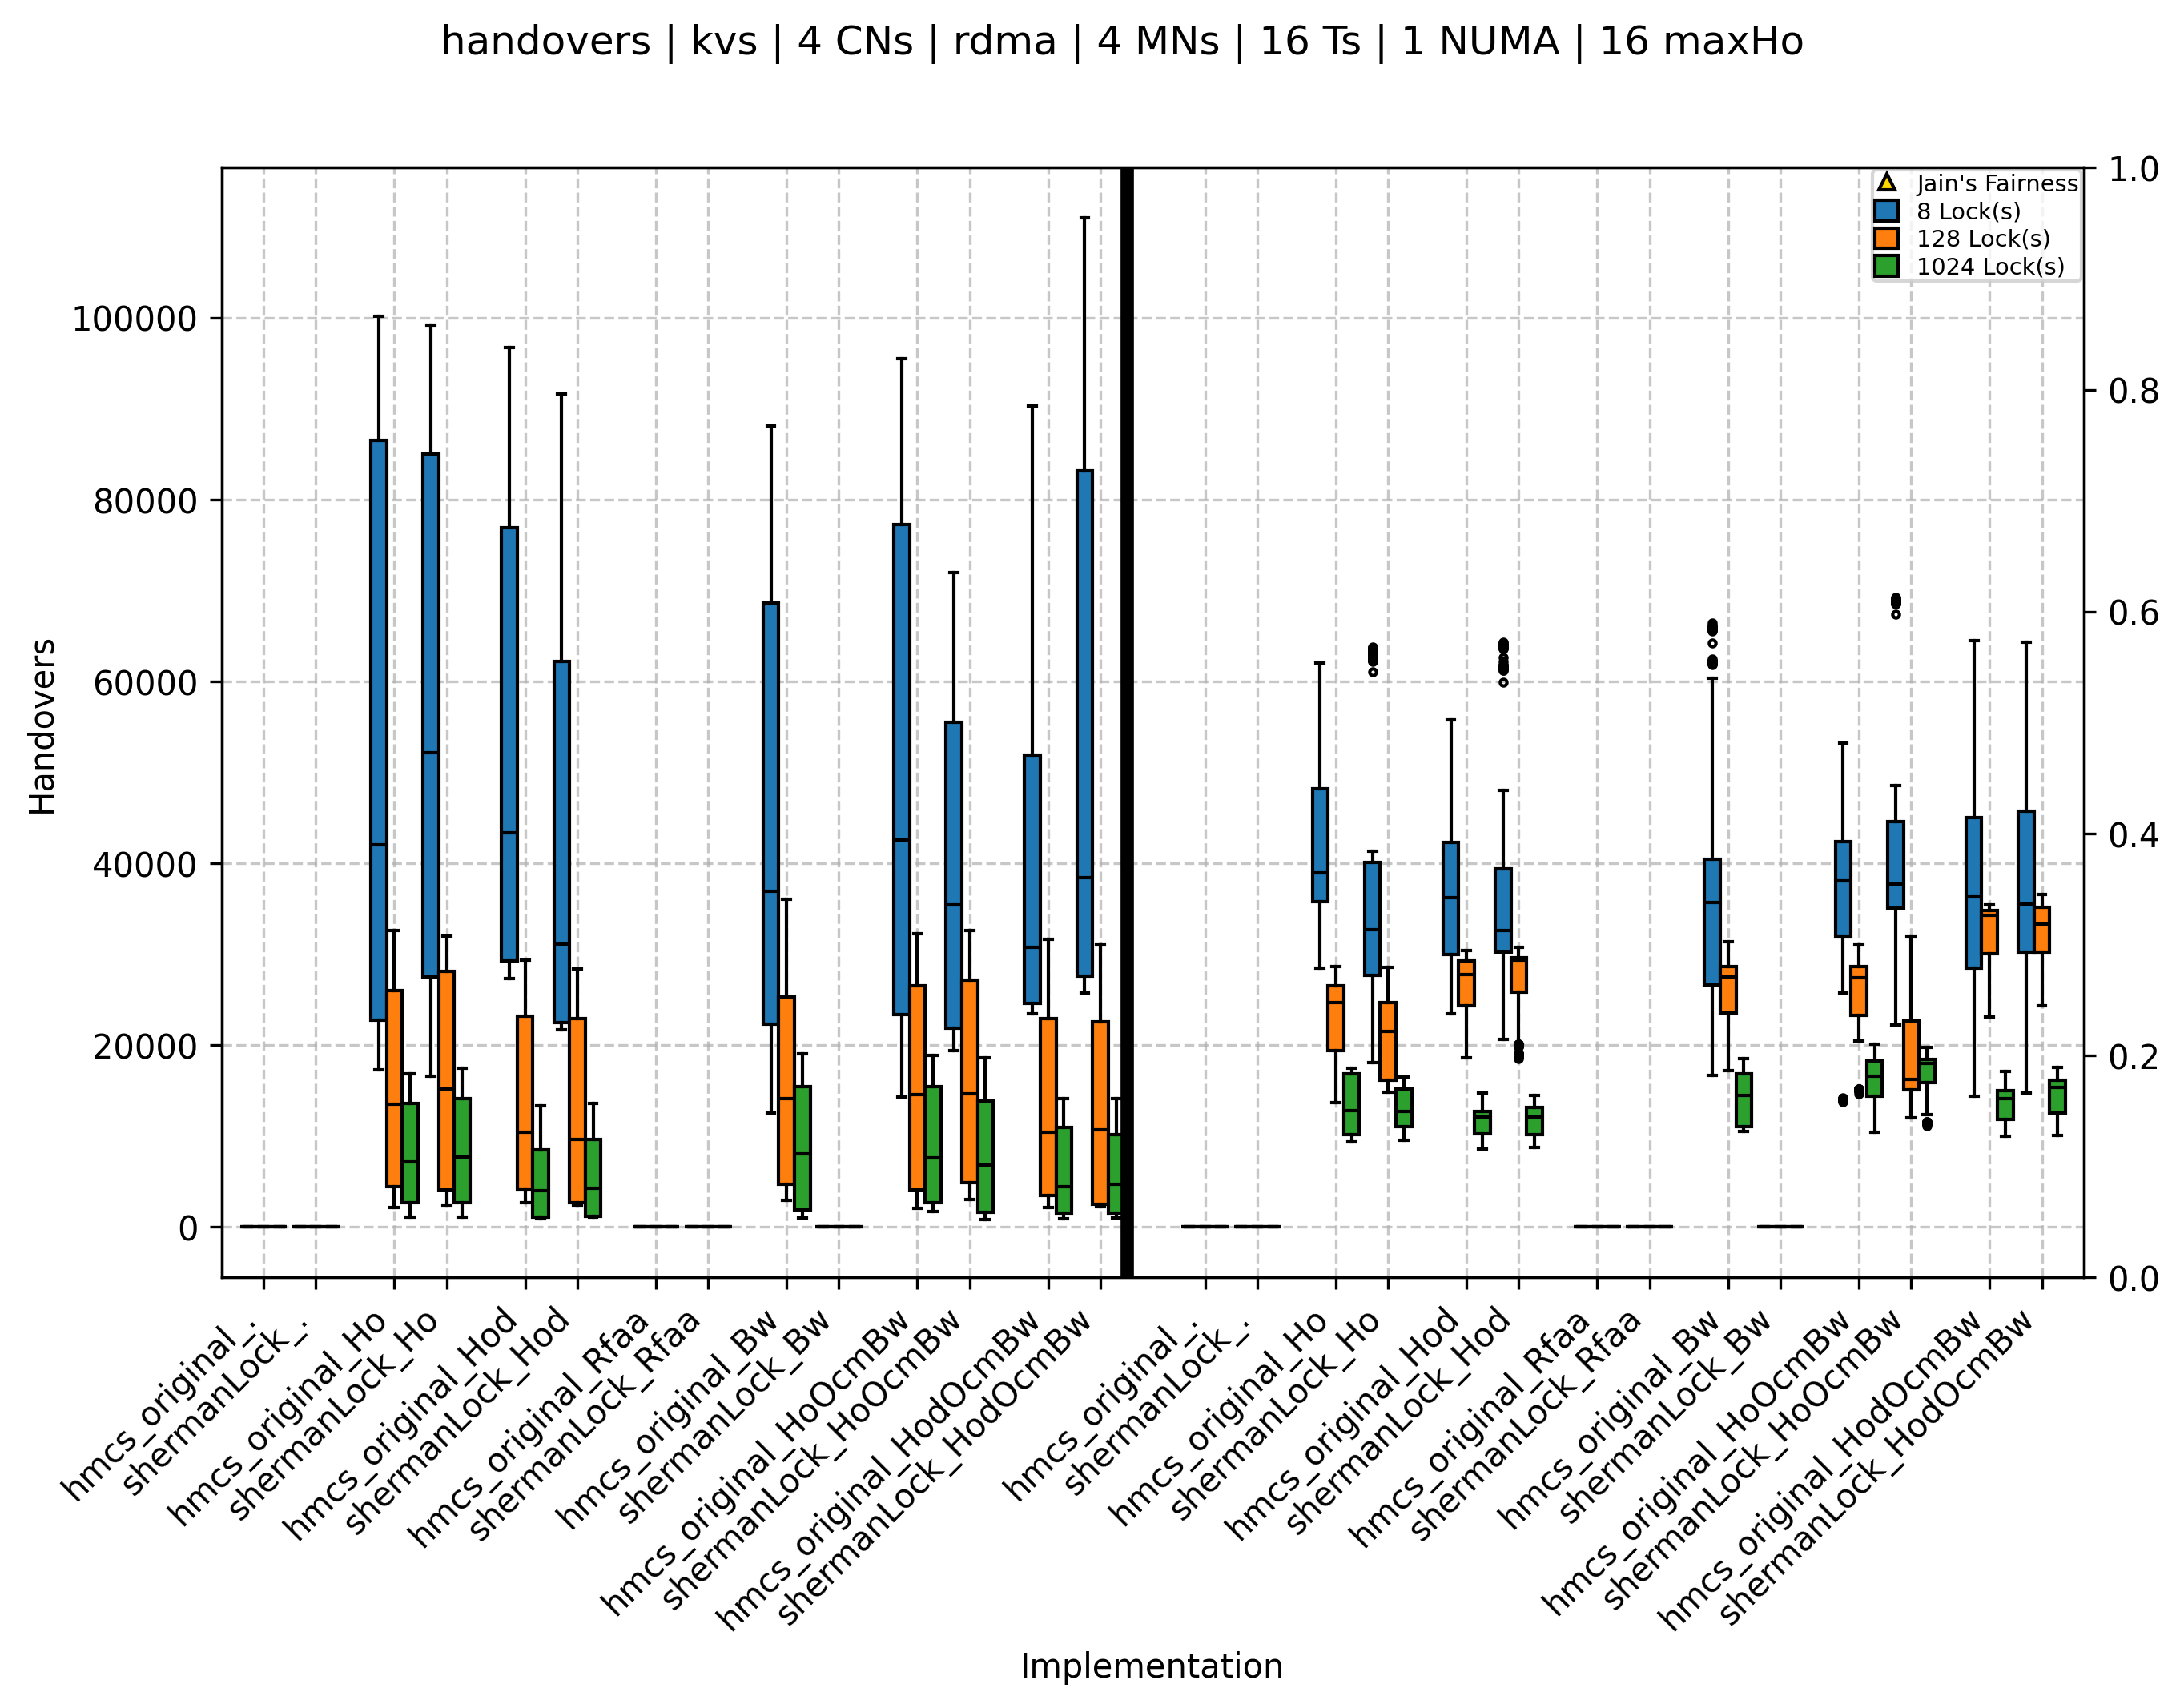 handovers | kvs | 4 CNs | rdma | 4 MNs | 16 Ts | 1 NUMA | 16 maxHo
Jain's Fairness
8 Lock(s)
128 Lock(s)
1024 Lock(s)
Handovers
100000
80000
60000
40000
20000
0
1.0
0.8
0.6
0.4
0.2
0.0
hmcs_original_.
shermanLock_.
hmcs_original_Ho
shermanLock_Ho
hmcs_original_Hod
shermanLock_Hod
hmcs_original_Rfaa
shermanLock_Rfaa
hmcs_original_Bw
shermanLock_Bw
hmcs_original_HoOcmBw
shermanLock_HoOcmBw
hmcs_original_HodOcmBw
shermanLock_HodOcmBw
hmcs_original_.
shermanLock_.
hmcs_original_Ho
shermanLock_Ho
hmcs_original_Hod
shermanLock_Hod
hmcs_original_Rfaa
shermanLock_Rfaa
hmcs_original_Bw
shermanLock_Bw
hmcs_original_HoOcmBw
shermanLock_HoOcmBw
hmcs_original_HodOcmBw
shermanLock_HodOcmBw
Implementation